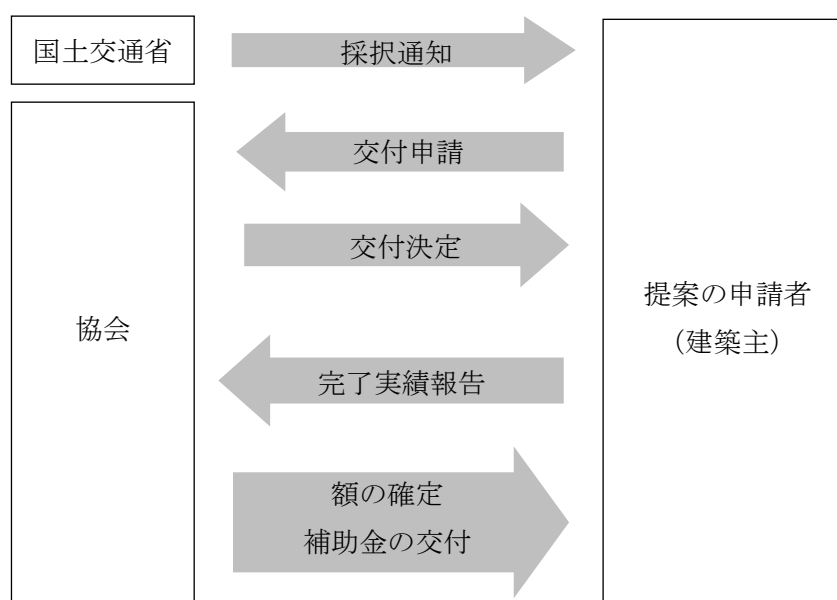 国土交通省
採択通知
交付申請
交付決定
協会
提案の申請者
（建築主）
完了実績報告
額の確定
補助金の交付